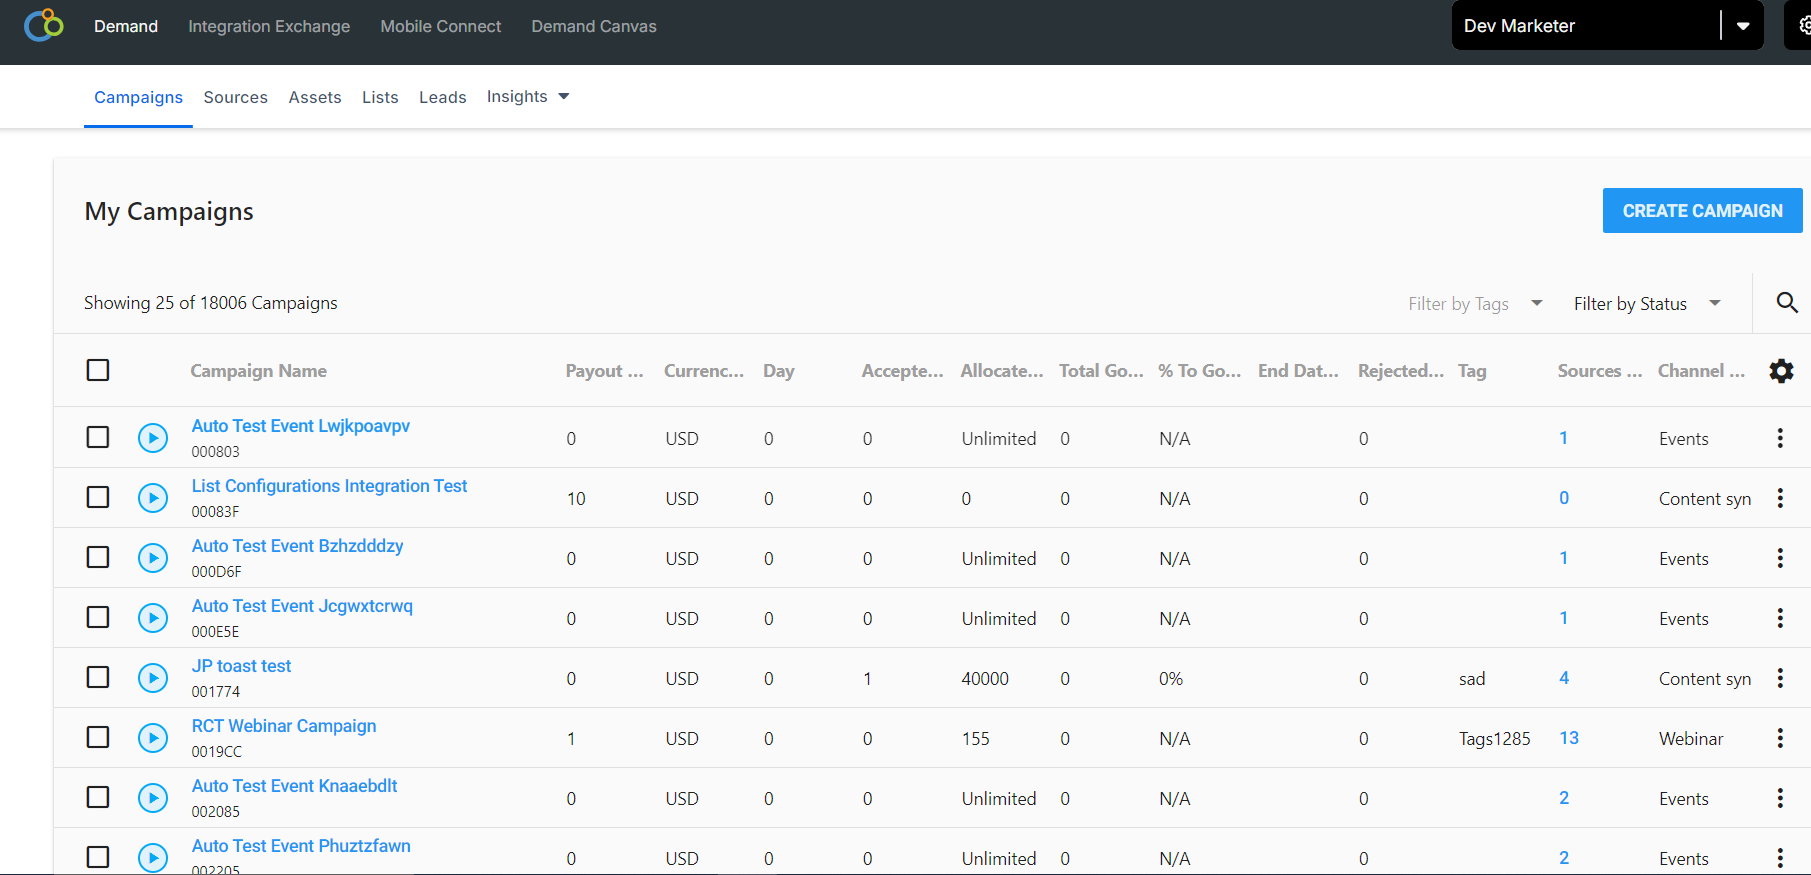 Demand Integration Exchange Mobile Connect Demand Canvas Dev Marketer
Campaigns Sources Assets Lists Leads Insights
My Campaigns
CREATE CAMPAIGN
Showing 25 of 18006 Campaigns
Filter by Tags Filter by Status
Campaign Name Payout ... Currenc... Day Accepte... Allocate... Total Go... % To Go... End Dat... Rejected... Tag Sources ... Channel ...
Auto Test Event Lwjkpoavpv
000803
0 USD 0 0 Unlimited 0 N/A 0 1 Events
List Configurations Integration Test
00083F
10 USD 0 0 0 0 N/A 0 0 Content syn
Auto Test Event Bzhzdddzy
000D6F
0 USD 0 0 Unlimited 0 N/A 0 1 Events
Auto Test Event Jcgwxtcrwq
000E5E
0 USD 0 0 Unlimited 0 N/A 0 1 Events
JP toast test
001774
0 USD 0 1 40000 0 0% 0 sad 4 Content syn
RCT Webinar Campaign
0019CC
1 USD 0 0 155 0 N/A 0 Tags1285 13 Webinar
Auto Test Event Knaaebdlt
002085
0 USD 0 0 Unlimited 0 N/A 0 2 Events
Auto Test Event Phuztzfawn
002205
0 USD 0 0 Unlimited 0 N/A 0 2 Events